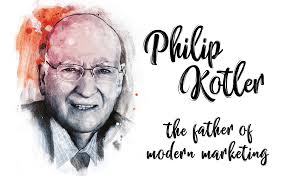 Philip
Kotler
the father of
modern marketing